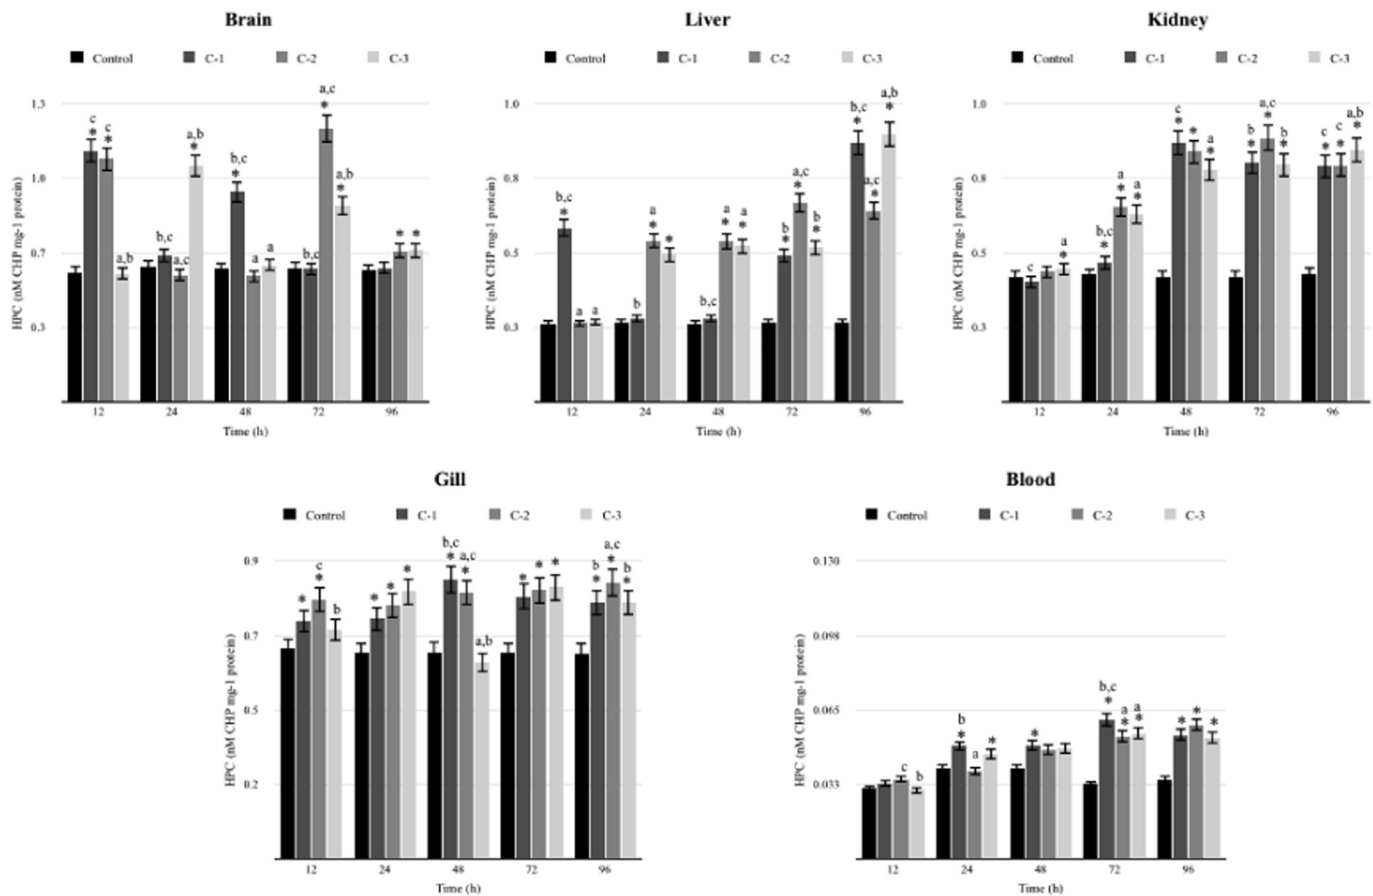 Brain
Control C-1 C-2 C-3
HPC (nM CHP mg-1 protein)
1.3
1.0
0.7
0.3
c * c * a,b
b,c a,c a,b *
b,c * a a
b,c a,c * a,b *
* *
12 24 48 72 96
Time (h)
Liver
Control C-1 C-2 C-3
HPC (nM CHP mg-1 protein)
1.0
0.8
0.5
0.3
b,c * a a
b a * *
b,c a * a *
b * a,c * b *
b,c * a,c * a,b *
12 24 48 72 96
Time (h)
Kidney
Control C-1 C-2 C-3
HPC (nM CHP mg-1 protein)
1.0
0.8
0.5
0.3
c a *
b,c * a * a *
c * * a *
b * a,c * b *
c * c * a,b *
12 24 48 72 96
Time (h)
Gill
Control C-1 C-2 C-3
HPC (nM CHP mg-1 protein)
0.9
0.7
0.5
0.2
* c * b
* * *
b,c * a,c * a,b
* * *
b * a,c * b *
12 24 48 72 96
Time (h)
Blood
Control C-1 C-2 C-3
HPC (nM CHP mg-1 protein)
0.130
0.098
0.065
0.033
c b
b * a *
*
b,c * a * a *
* * *
12 24 48 72 96
Time (h)